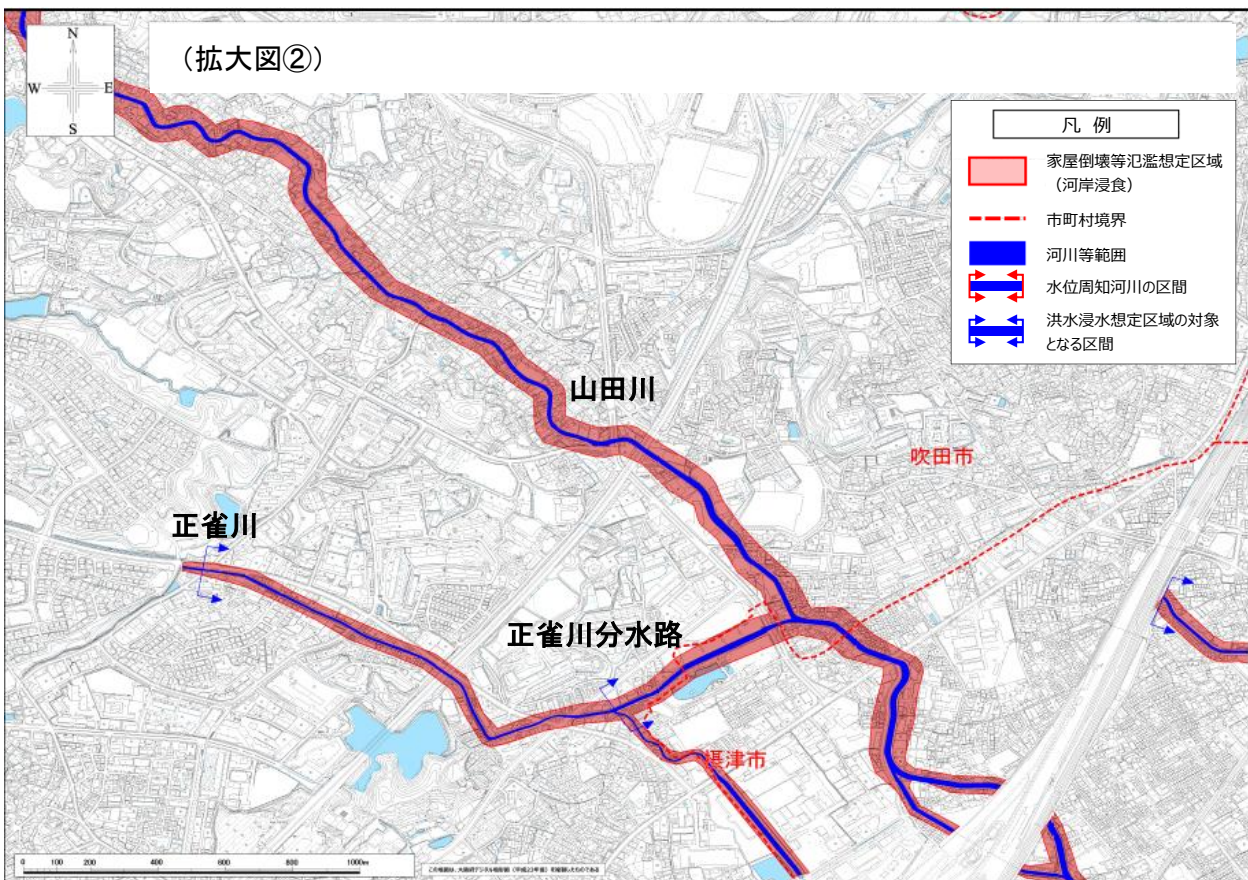 (拡大図②)
N
W E
S
凡 例
家屋倒壊等氾濫想定区域
(河岸浸食)
市町村境界
河川等範囲
水位周知河川の区間
洪水浸水想定区域の対象
となる区間
山田川
吹田市
正雀川
正雀川分水路
摂津市
0 100 200 400 600 800 1000m